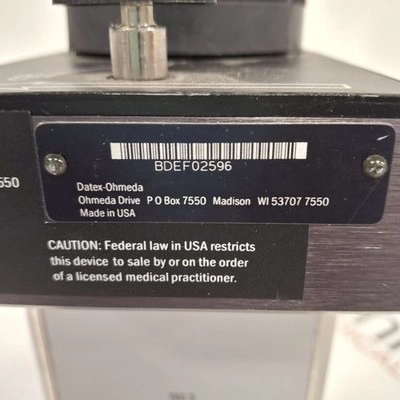 BDEF02596
550
Datex-Ohmeda
Ohmeda Drive P O Box 7550 Madison WI 53707 7550
Made in USA
CAUTION: Federal law in USA restricts
this device to sale by or on the order
of a licensed medical practitioner.